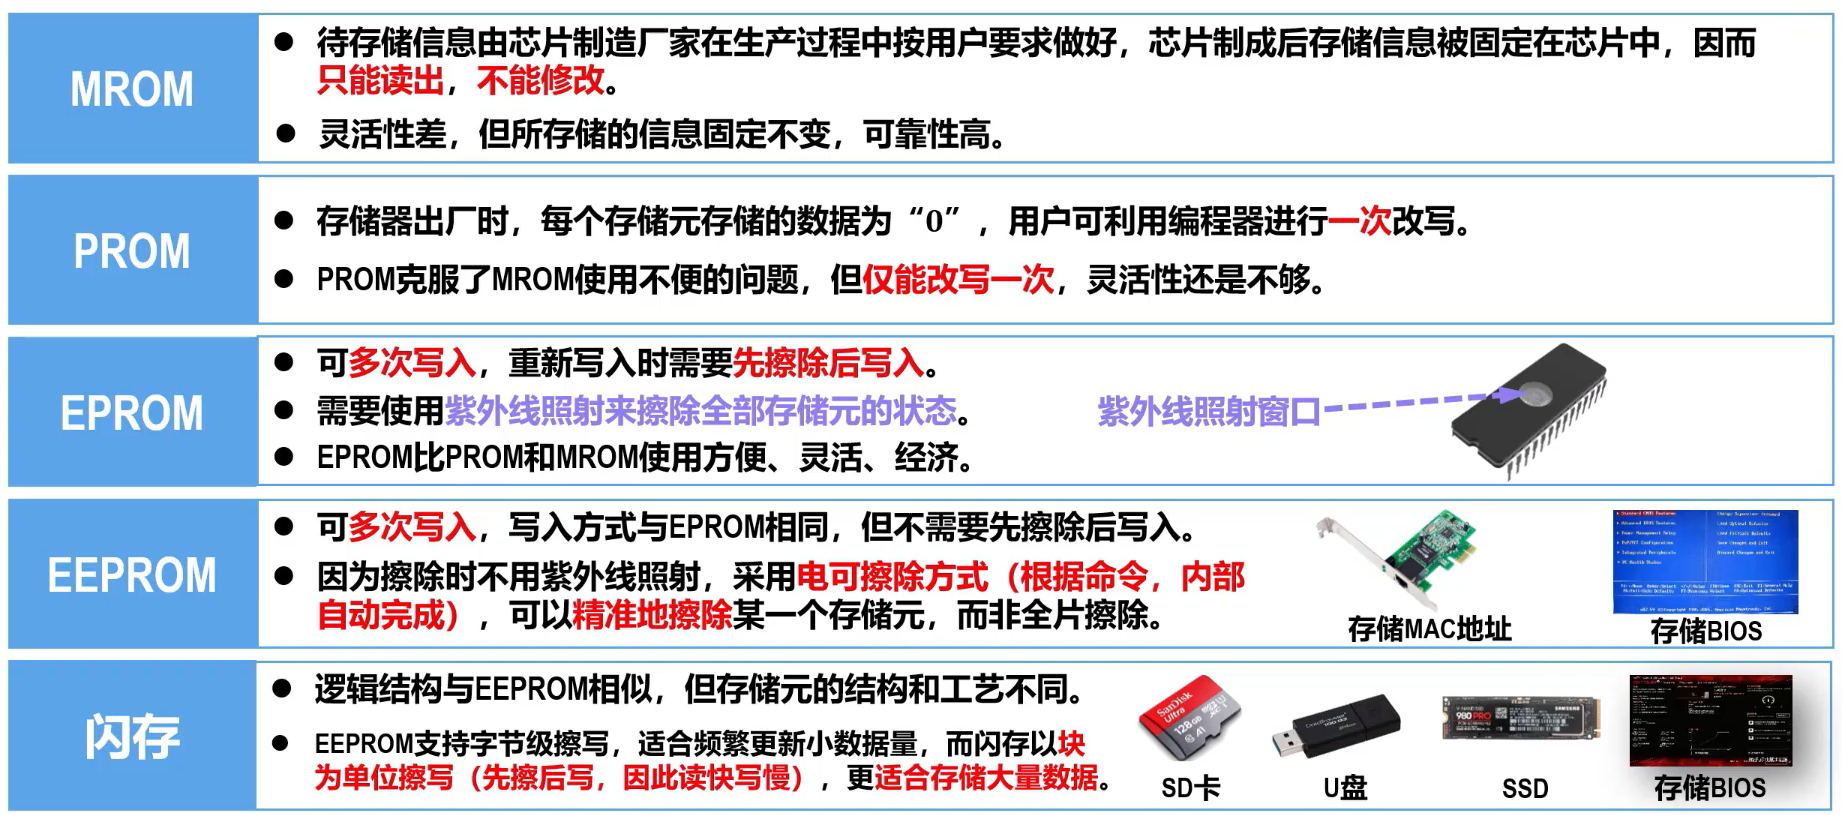 MROM
● 待存储信息由芯片制造厂家在生产过程中按用户要求做好，芯片制成后存储信息被固定在芯片中，因而
只能读出，不能修改。
● 灵活性差，但所存储的信息固定不变，可靠性高。
PROM
● 存储器出厂时，每个存储元存储的数据为“0”，用户可利用编程器进行一次改写。
● PROM克服了MROM使用不便的问题，但仅能改写一次，灵活性还是不够。
EPROM
● 可多次写入，重新写入时需要先擦除后写入。
● 需要使用紫外线照射来擦除全部存储元的状态。
紫外线照射窗口
● EPROM比PROM和MROM使用方便、灵活、经济。
EEPROM
● 可多次写入，写入方式与EPROM相同，但不需要先擦除后写入。
● 因为擦除时不用紫外线照射，采用电可擦除方式（根据命令，内部
自动完成），可以精准地擦除某一个存储元，而非全片擦除。
存储MAC地址
存储BIOS
闪存
● 逻辑结构与EEPROM相似，但存储元的结构和工艺不同。
● EEPROM支持字节级擦写，适合频繁更新小数据量，而闪存以块
为单位擦写（先擦后写，因此读快写慢），更适合存储大量数据。
SanDisk
Ultra
128GB
980 PRO
SAMSUNG
SD卡
U盘
SSD
存储BIOS